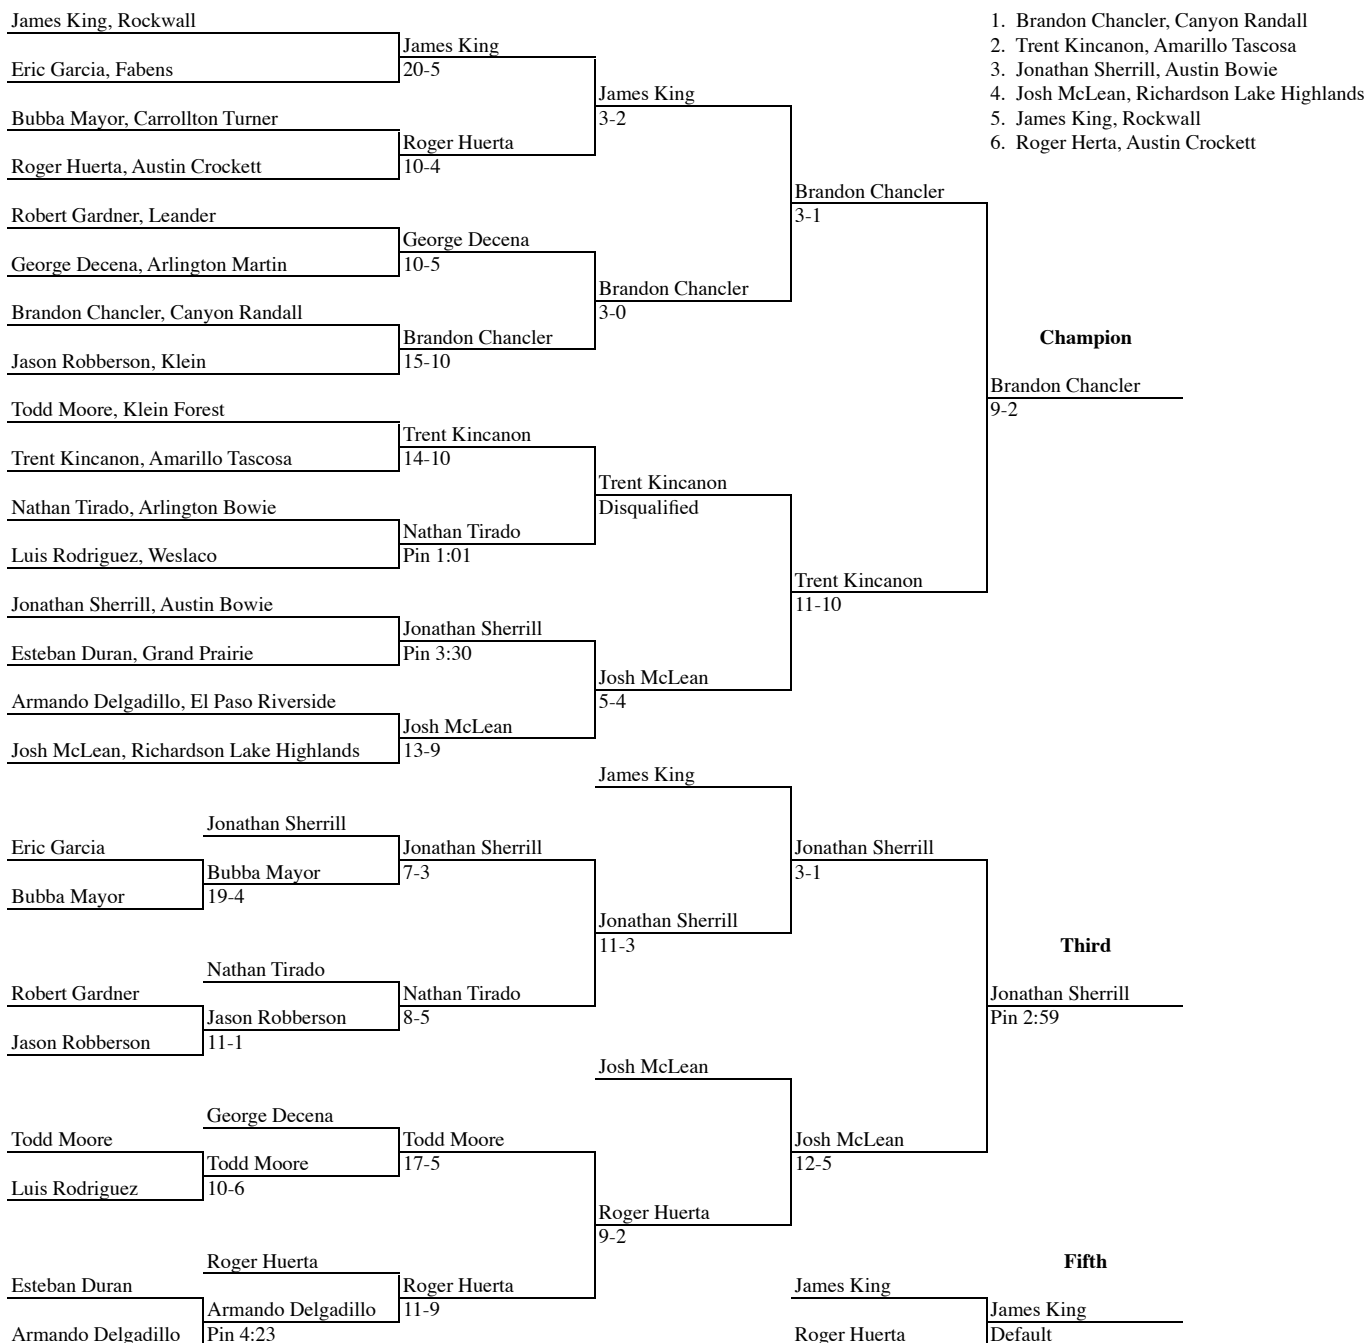 James King, Rockwall
Eric Garcia, Fabens
Bubba Mayor, Carrollton Turner
Roger Huerta, Austin Crockett
Robert Gardner, Leander
George Decena, Arlington Martin
Brandon Chancler, Canyon Randall
Jason Robberson, Klein
Todd Moore, Klein Forest
Trent Kincanon, Amarillo Tascosa
Nathan Tirado, Arlington Bowie
Luis Rodriguez, Weslaco
Jonathan Sherrill, Austin Bowie
Esteban Duran, Grand Prairie
Armando Delgadillo, El Paso Riverside
Josh McLean, Richardson Lake Highlands
James King
20-5
Roger Huerta
10-4
George Decena
10-5
Brandon Chancler
15-10
Trent Kincanon
14-10
Nathan Tirado
Pin 1:01
Jonathan Sherrill
Pin 3:30
Josh McLean
13-9
James King
3-2
Brandon Chancler
3-0
Trent Kincanon
Disqualified
Josh McLean
5-4
Brandon Chancler
3-1
Trent Kincanon
11-10
Champion
Brandon Chancler
9-2
1. Brandon Chancler, Canyon Randall
2. Trent Kincanon, Amarillo Tascosa
3. Jonathan Sherrill, Austin Bowie
4. Josh McLean, Richardson Lake Highlands
5. James King, Rockwall
6. Roger Herta, Austin Crockett
Eric Garcia
Bubba Mayor
Robert Gardner
Jason Robberson
Todd Moore
Luis Rodriguez
Esteban Duran
Armando Delgadillo
Jonathan Sherrill
Bubba Mayor
19-4
Nathan Tirado
Jason Robberson
11-1
George Decena
Todd Moore
10-6
Roger Huerta
Armando Delgadillo
Pin 4:23
Jonathan Sherrill
7-3
Nathan Tirado
8-5
Todd Moore
17-5
Roger Huerta
11-9
James King
Jonathan Sherrill
11-3
Josh McLean
Roger Huerta
9-2
Jonathan Sherrill
3-1
Josh McLean
12-5
Third
Jonathan Sherrill
Pin 2:59
Fifth
James King
Roger Huerta
James King
Default